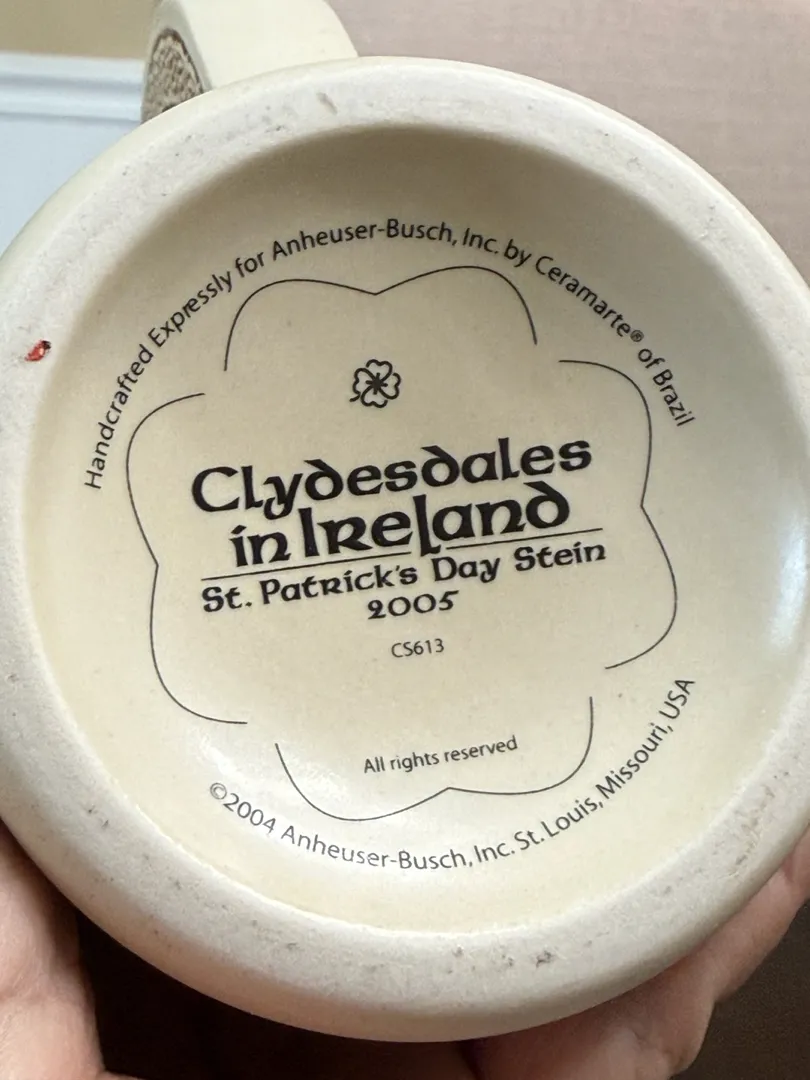 Handcrafted Expressly for Anheuser-Busch, Inc. by Ceramarte® of Brazil
Clydesdales
in Ireland
St. Patrick's Day Stein
2005
CS613
All rights reserved
©2004 Anheuser-Busch, Inc. St. Louis, Missouri, USA